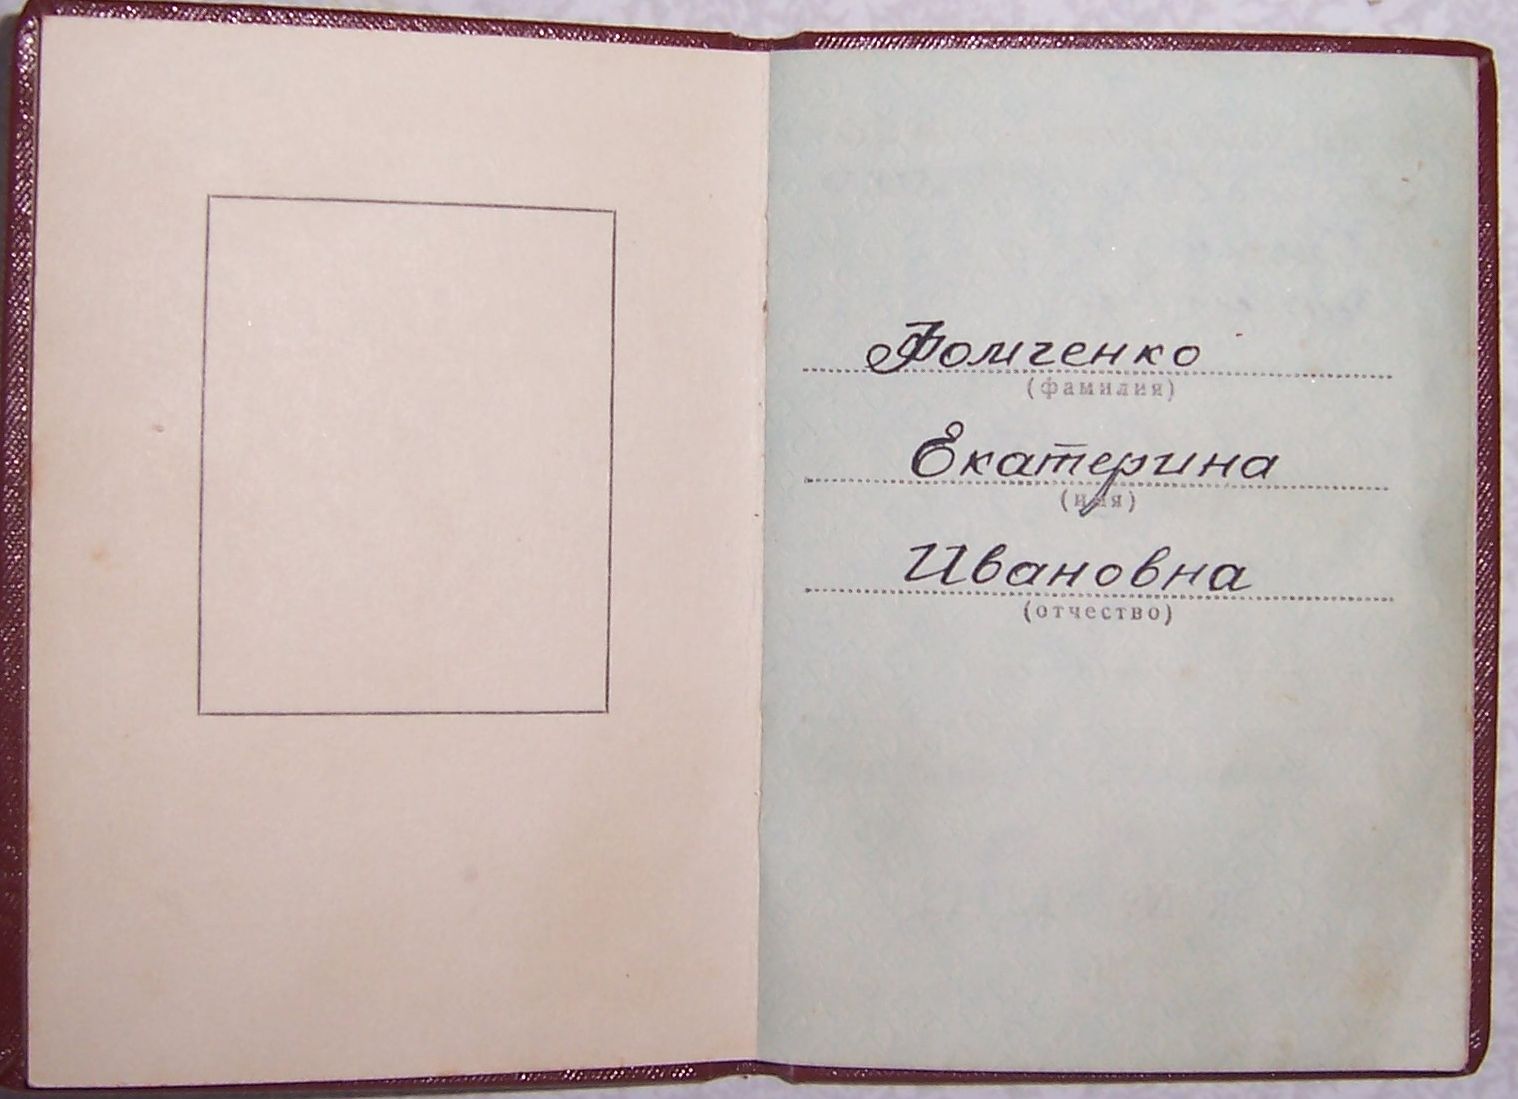 Фомченко
(фамилия)
Екатерина
(имя)
Ивановна
(отчество)